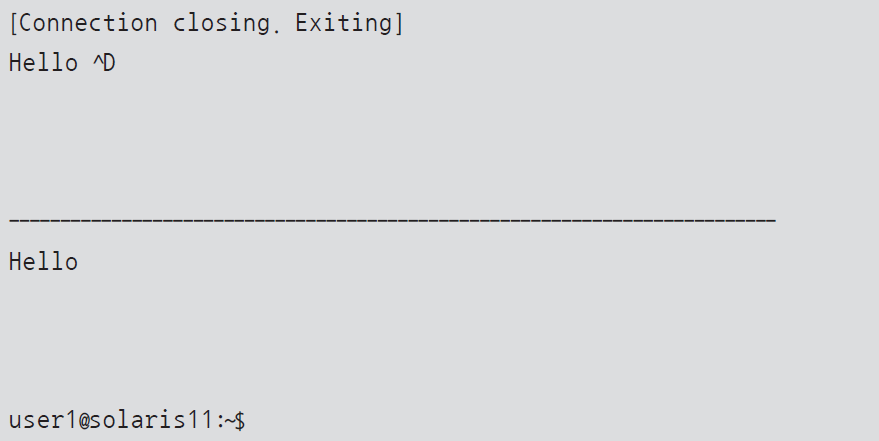 [Connection closing. Exiting]
Hello ^D
---------------------------------------------------------------------------
Hello
user1@solaris11:~$